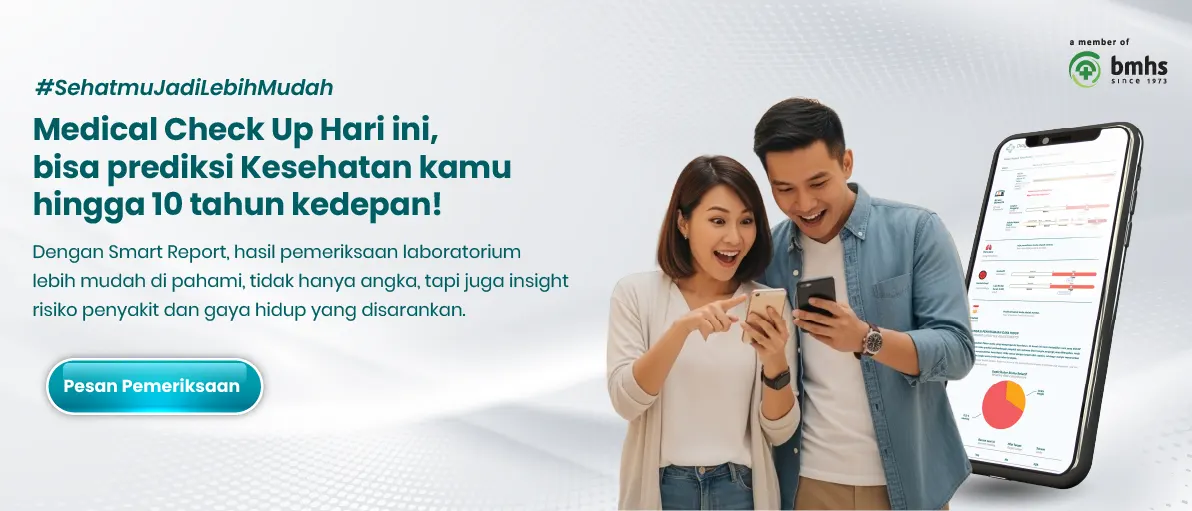 a member of
bmhs
since 1973
#SehatmuJadiLebihMudah
Medical Check Up Hari ini,
bisa prediksi Kesehatan kamu
hingga 10 tahun kedepan!
Dengan Smart Report, hasil pemeriksaan laboratorium
lebih mudah di pahami, tidak hanya angka, tapi juga insight
risiko penyakit dan gaya hidup yang disarankan.
Pesan Pemeriksaan